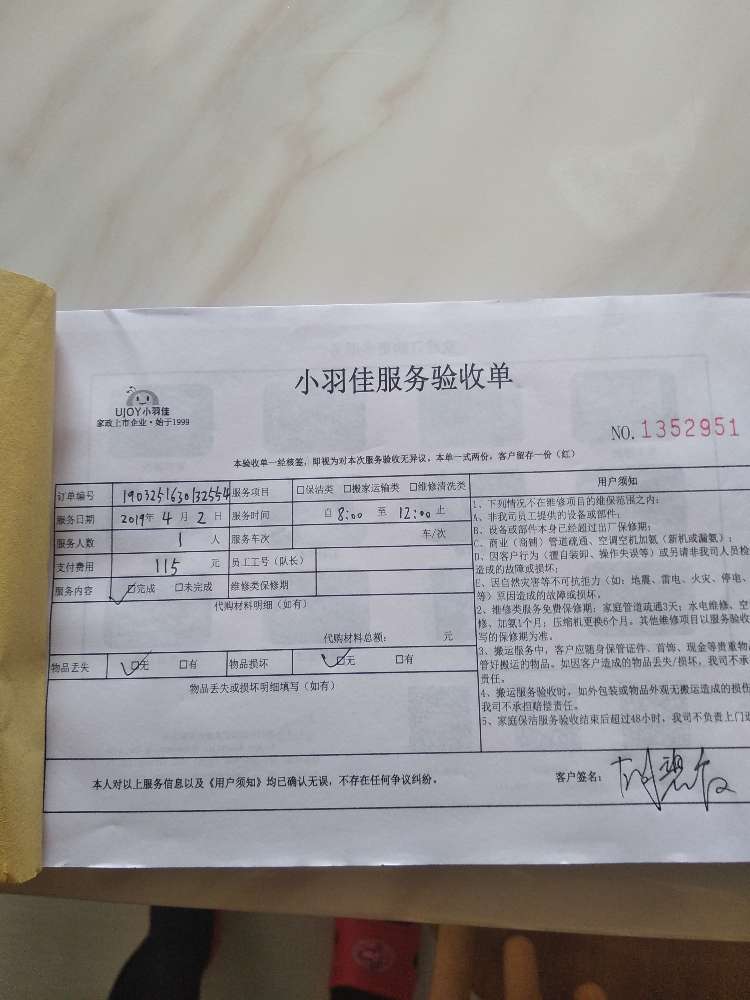 小羽佳服务验收单
UJOY小羽佳
家政上市企业·始于1999
NO.1352951
本验收单一经核签，即视为对本次服务验收无异议，本单一式两份，客户留存一份（红）
订单编号 190325163013255 服务项目 □保洁类 □搬家运输类 □维修清洗类
服务日期 2019年4月2日 服务时间 自8:00至12:00止
服务人数 1人 服务车次 车/次
支付费用 115元 员工工号（队长）
服务内容 ☑完成 □未完成 维修类保修期
代购材料明细（如有）
代购材料总额： 元
物品丢失 ☑无 □有 物品损坏 ☑无 □有
物品丢失或损坏明细填写（如有）
用户须知
1、下列情况不在维修项目的维保范围之内：
A、非我司员工提供的设备或部件；
B、设备或部件本身已经超过出厂保修期；
C、商业（商铺）管道疏通、空调空机加氨（新机或漏氨）；
D、因客户行为（擅自装卸、操作失误等）或另请非我司人员检
造成的故障或损坏；
E、因自然灾害等不可抗拒力（如：地震、雷电、火灾、停电、
等）原因造成的故障或损坏。
2、维修类服务免费保修期：家庭管道疏通3天；水电维修、空
修、加氨1个月；压缩机更换6个月。其他维修项目以服务验收
写的保修期为准。
3、搬运服务中，客户应随身保管证件、首饰、现金等贵重物
管好搬运的物品。如因客户造成的物品丢失/损坏，我司不承
责任。
4、搬运服务验收时，如外包装或物品外观无搬运造成的损伤
我司不承担赔偿责任。
5、家庭保洁服务验收结束后超过48小时，我司不负责上门返
本人对以上服务信息以及《用户须知》均已确认无误，不存在任何争议纠纷。
客户签名：